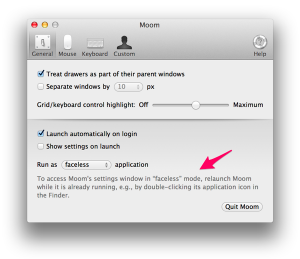 Moom
General Mouse Keyboard Custom Help
Treat drawers as part of their parent windows
Separate windows by 10 px
Grid/keyboard control highlight: Off Maximum
Launch automatically on login
Show settings on launch
Run as faceless application
To access Moom's settings window in "faceless" mode, relaunch Moom
while it is already running, e.g., by double-clicking its application icon in
the Finder.
Quit Moom